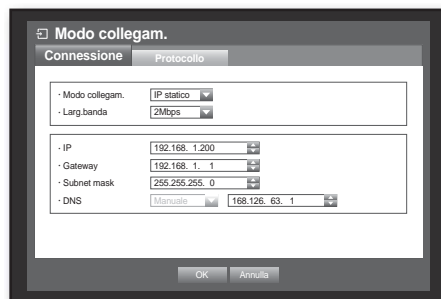 Modo collegam.
Connessione Protocollo
· Modo collegam. IP statico
· Larg.banda 2Mbps
· IP 192.168. 1.200
· Gateway 192.168. 1. 1
· Subnet mask 255.255.255. 0
· DNS Manuale 168.126. 63. 1
OK Annulla